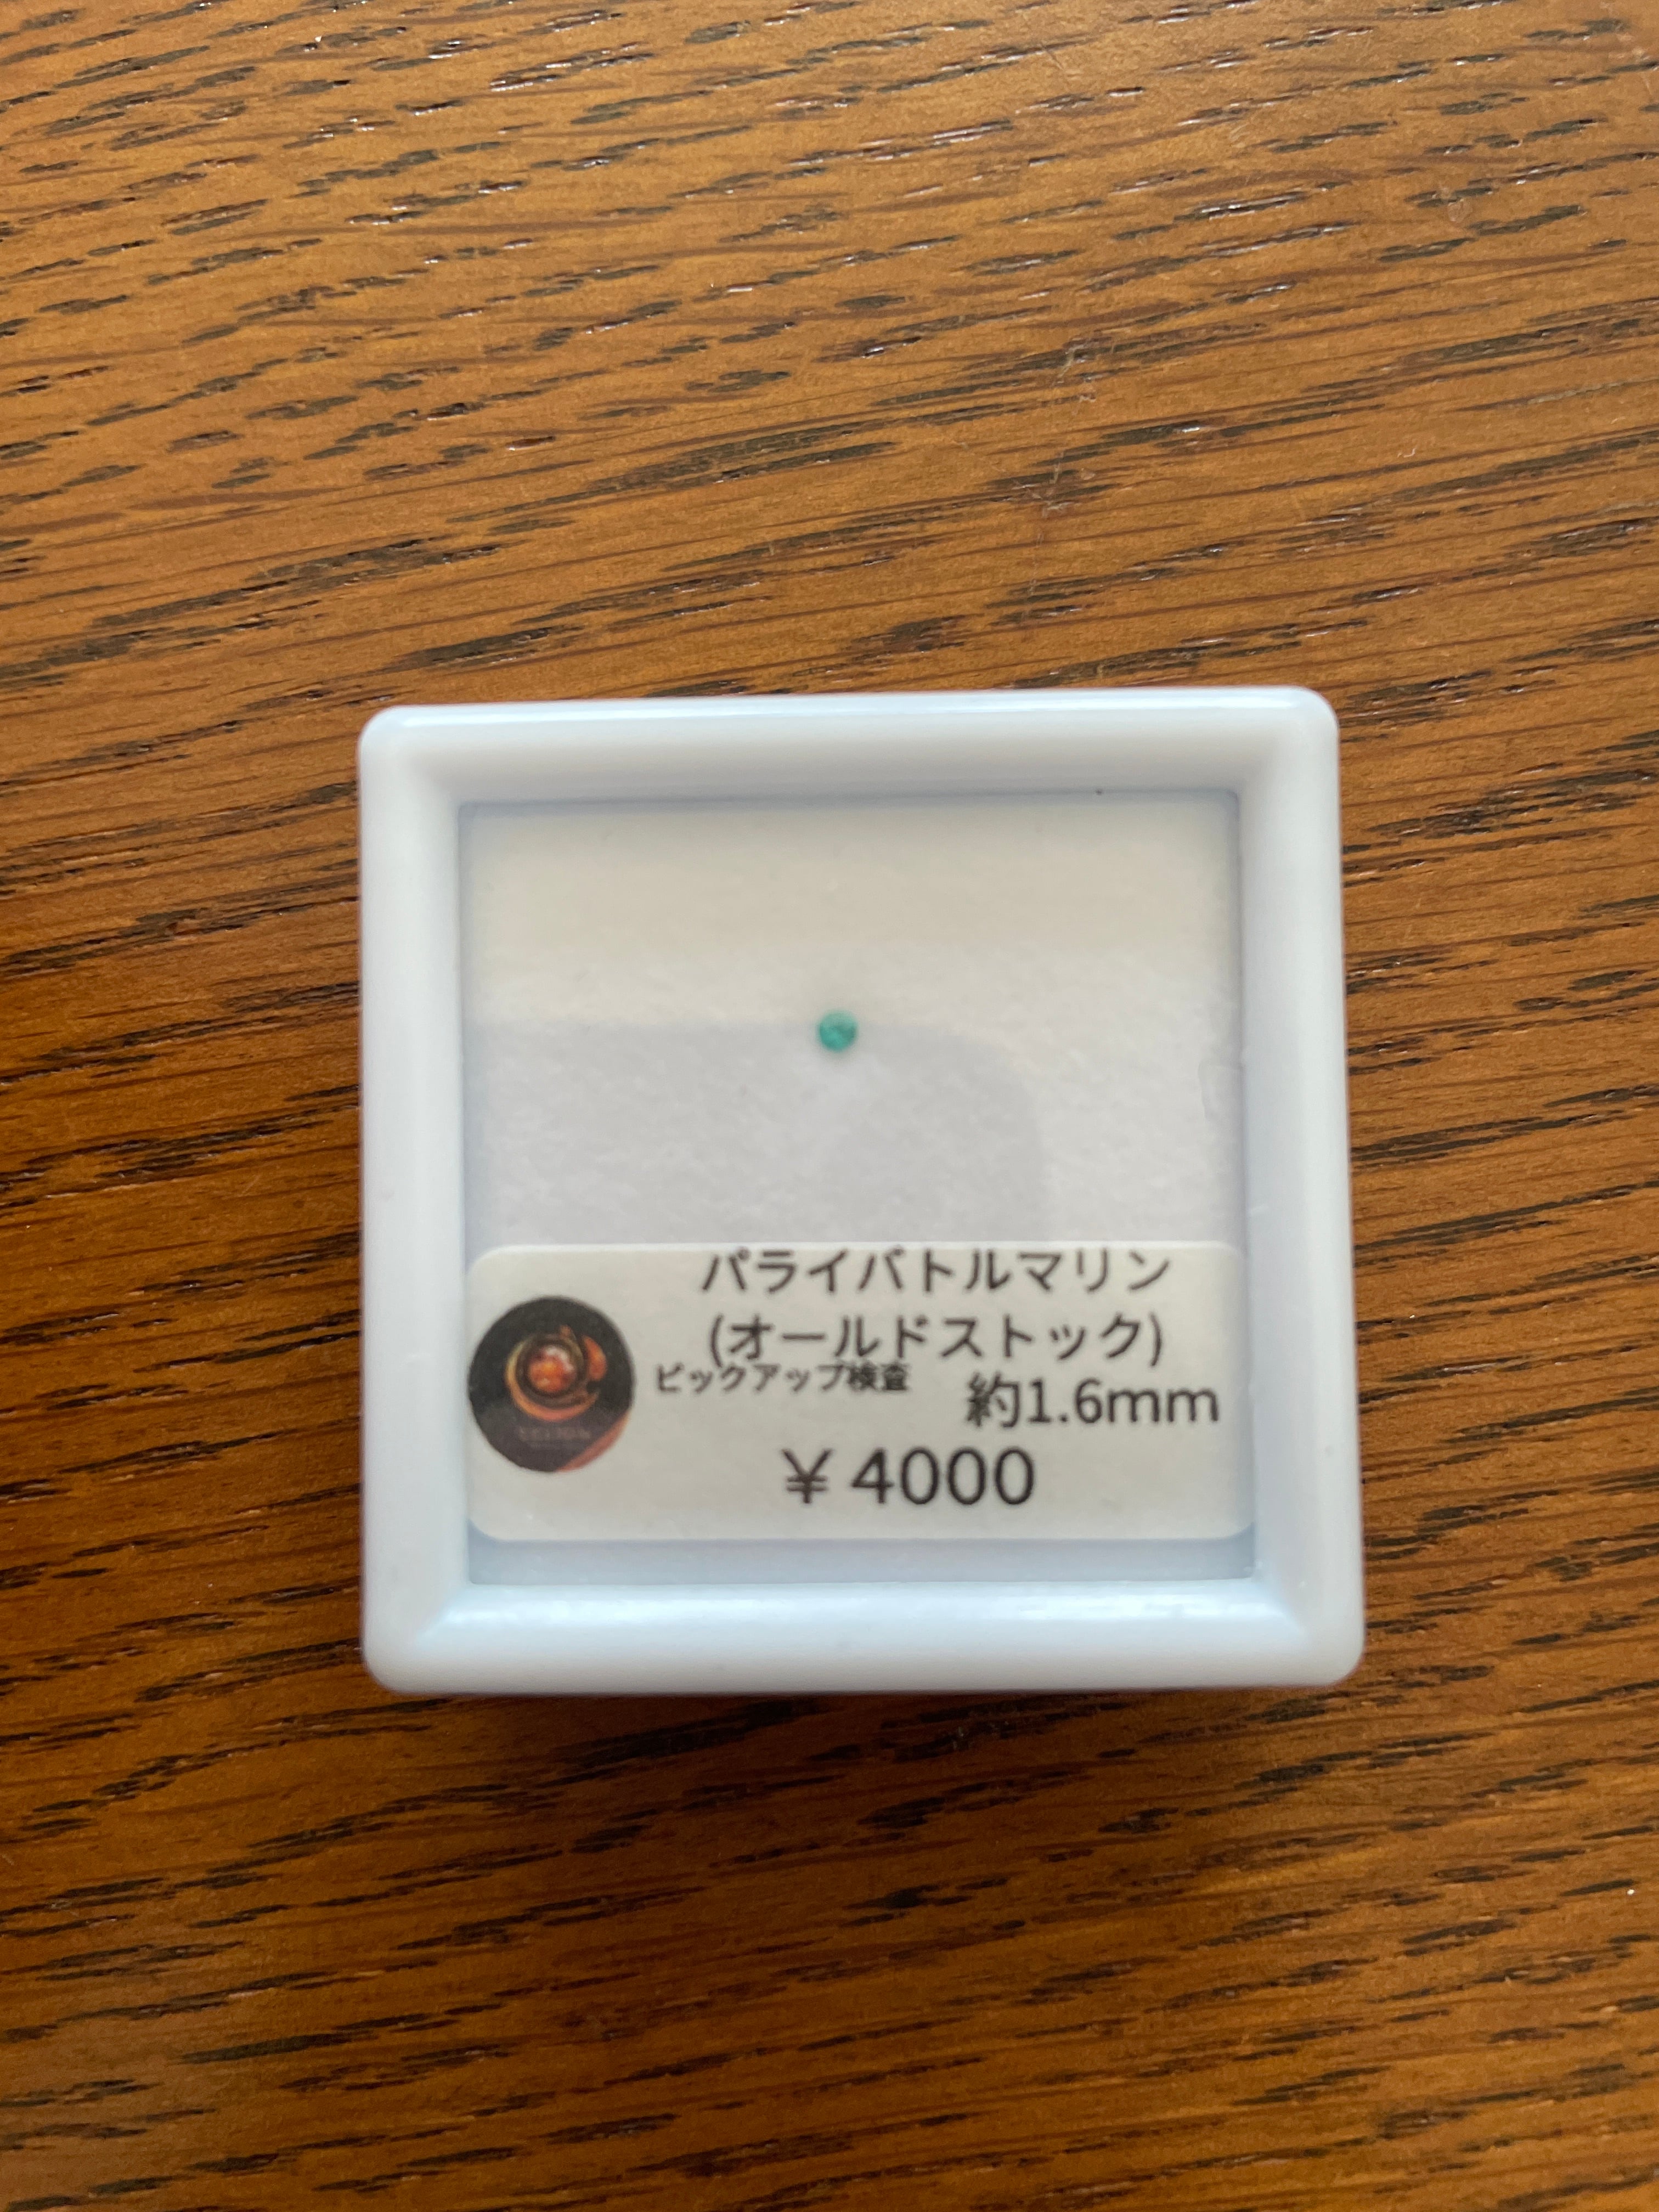 パライバトルマリン
(オールドストック)
ピックアップ検査
約1.6mm
￥4000